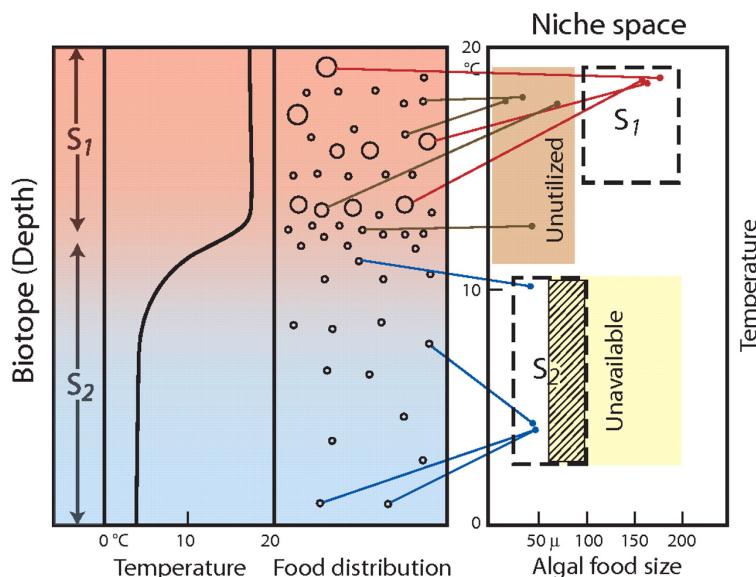 Niche space
Biotope (Depth)
S1
S2
0 °C
10
20
Temperature
Food distribution
20
°C
10
0
Unutilized
S1
S2
Unavailable
Temperature
50 μ
100
150
200
Algal food size